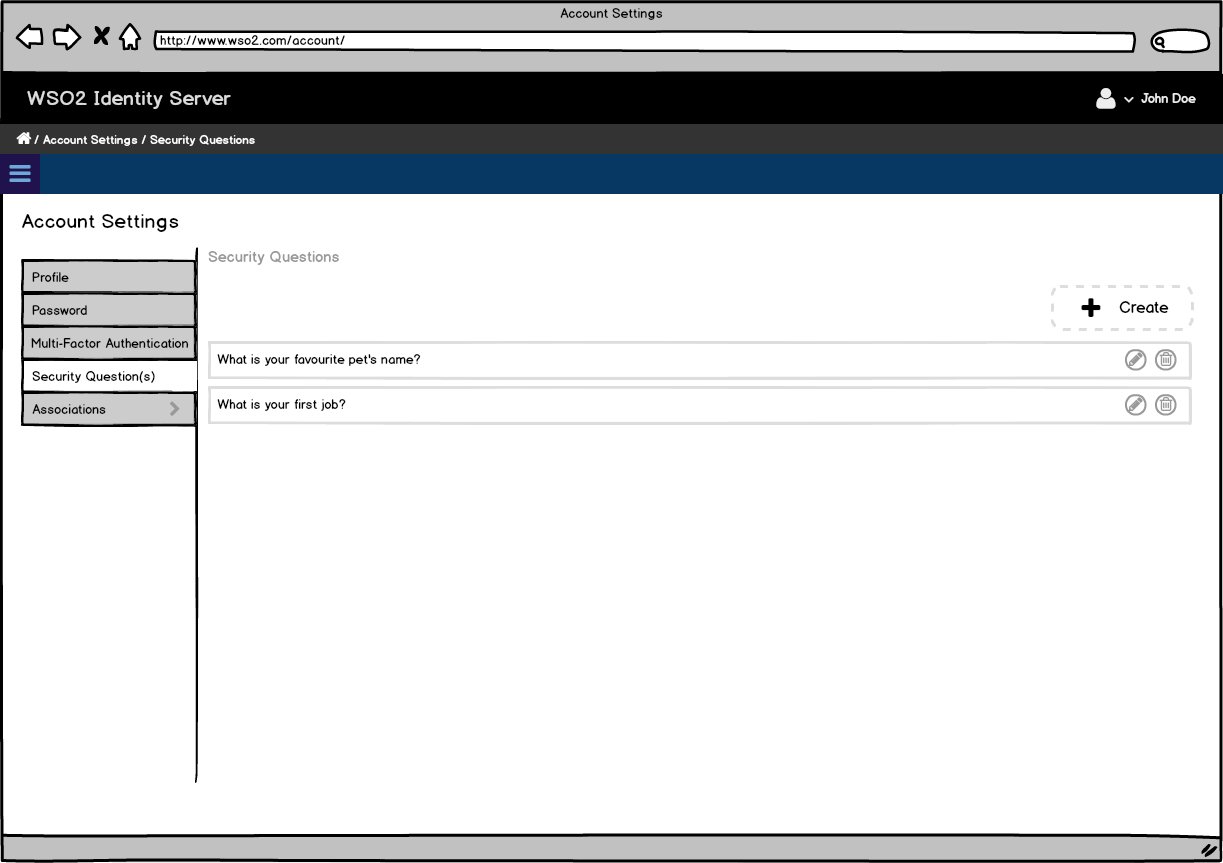 Account Settings
http://www.wso2.com/account/
WSO2 Identity Server
John Doe
/ Account Settings / Security Questions
Account Settings
Profile
Password
Multi-Factor Authentication
Security Question(s)
Associations
Security Questions
Create
What is your favourite pet's name?
What is your first job?